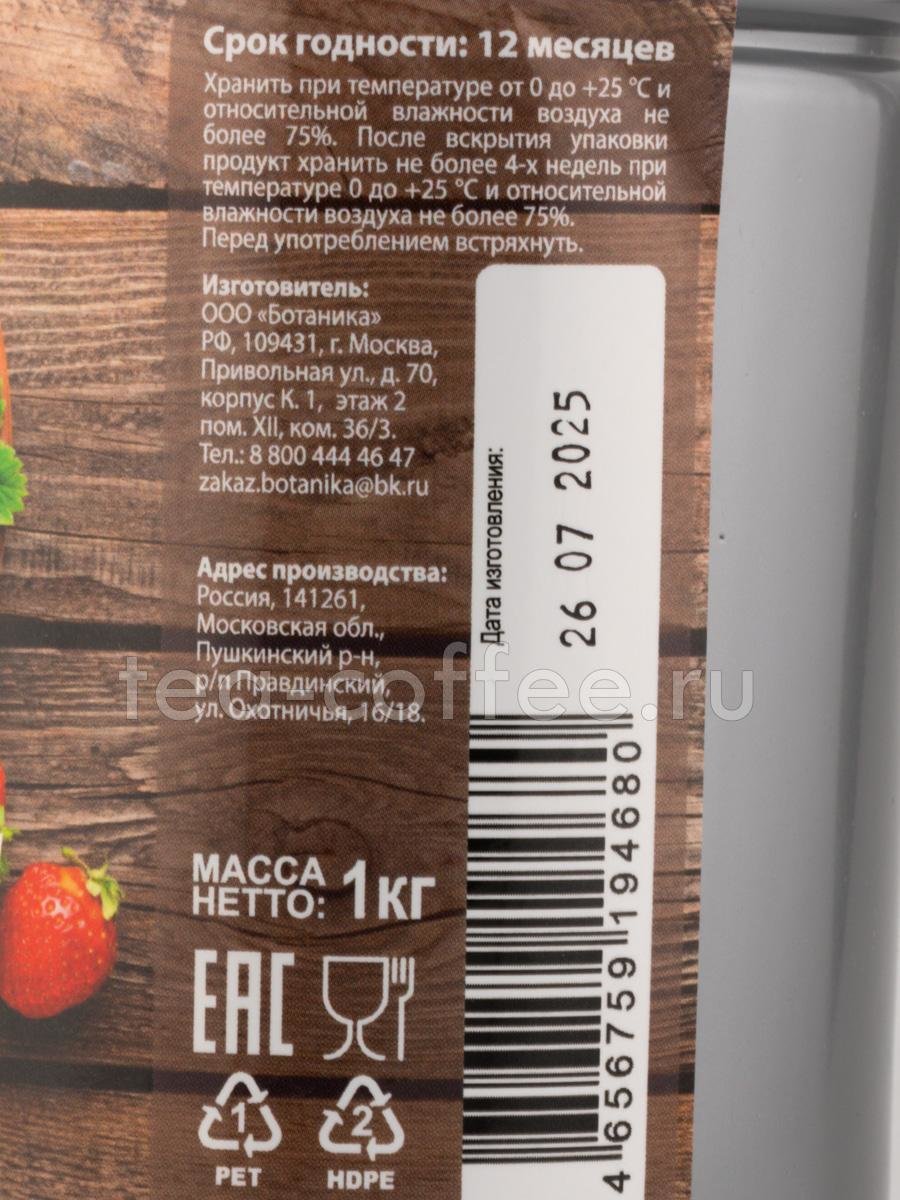 Срок годности: 12 месяцев
Хранить при температуре от 0 до +25 °С и
относительной влажности воздуха не
более 75%. После вскрытия упаковки
продукт хранить не более 4-х недель при
температуре 0 до +25 °С и относительной
влажности воздуха не более 75%.
Перед употреблением встряхнуть.
Изготовитель:
ООО «Ботаника»
РФ, 109431, г. Москва,
Привольная ул., д. 70,
корпус К. 1, этаж 2
пом. XII, ком. 36/3.
Тел.: 8 800 444 46 47
zakaz.botanika@bk.ru
Дата изготовления:
26 07 2025
Адрес производства:
Россия, 141261,
Московская обл.,
Пушкинский р-н,
р/п Правдинский,
ул. Охотничья, 16/18.
tea-coffee.ru
МАССА
НЕТТО: 1кг
4 656759 194680
EAC
1
PET
2
HDPE